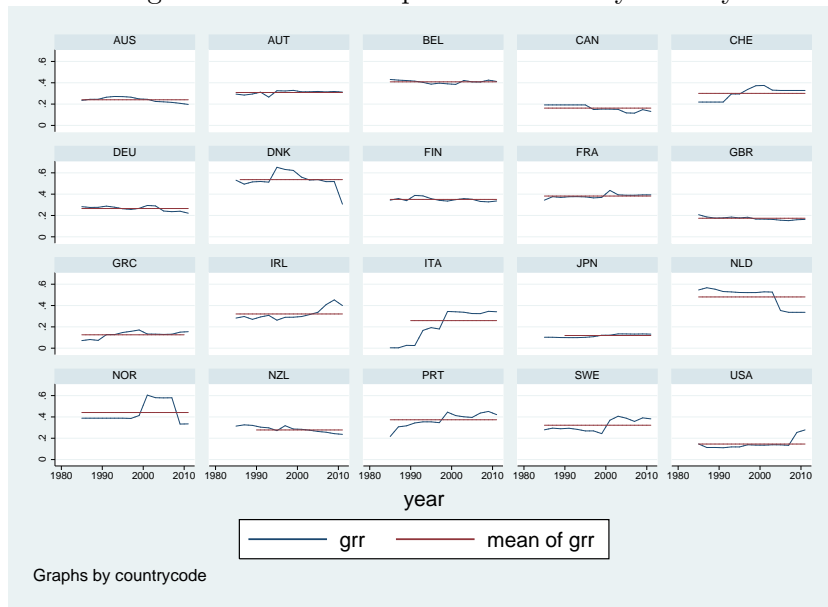 AUS AUT BEL CAN CHE
.6
.4
.2
0
DEU DNK FIN FRA GBR
.6
.4
.2
0
GRC IRL ITA JPN NLD
.6
.4
.2
0
NOR NZL PRT SWE USA
.6
.4
.2
0
1980 1990 2000 2010 1980 1990 2000 2010 1980 1990 2000 2010 1980 1990 2000 2010 1980 1990 2000 2010
year
grr mean of grr
Graphs by countrycode